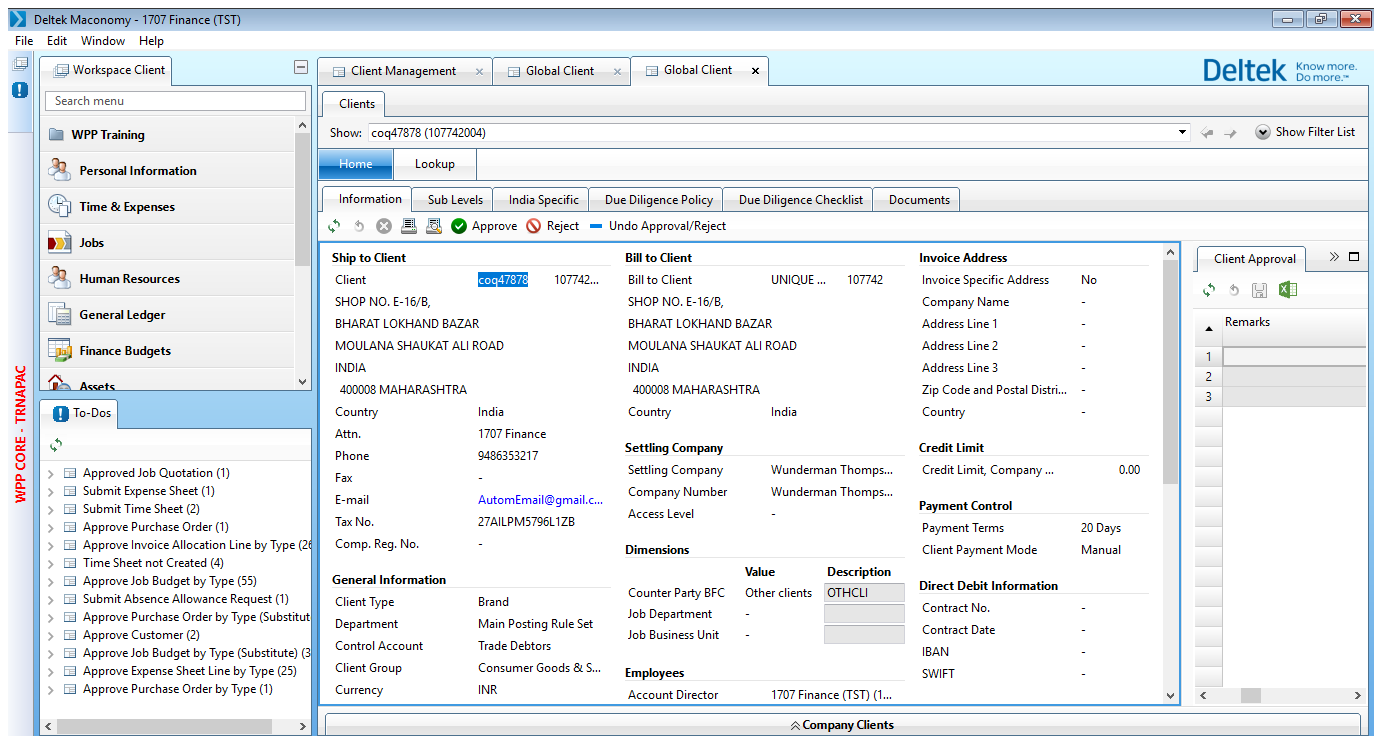 Deltek Maconomy - 1707 Finance (TST)
File Edit Window Help
Workspace Client
Search menu
WPP Training
Personal Information
Time & Expenses
Jobs
Human Resources
General Ledger
Finance Budgets
Assets
WPP CORE - TRNAPAC
To-Dos
Approved Job Quotation (1)
Submit Expense Sheet (1)
Submit Time Sheet (2)
Approve Purchase Order (1)
Approve Invoice Allocation Line by Type (26
Time Sheet not Created (4)
Approve Job Budget by Type (55)
Submit Absence Allowance Request (1)
Approve Purchase Order by Type (Substitut
Approve Customer (2)
Approve Job Budget by Type (Substitute) (3
Approve Expense Sheet Line by Type (25)
Approve Purchase Order by Type (1)
Client Management Global Client Global Client
Deltek Know more. Do more.™
Clients
Show: coq47878 (107742004) Show Filter List
Home Lookup
Information Sub Levels India Specific Due Diligence Policy Due Diligence Checklist Documents
Approve Reject Undo Approval/Reject
Ship to Client
Client coq47878 107742...
SHOP NO. E-16/B,
BHARAT LOKHAND BAZAR
MOULANA SHAUKAT ALI ROAD
INDIA
400008 MAHARASHTRA
Country India
Attn. 1707 Finance
Phone 9486353217
Fax -
E-mail AutomEmail@gmail.c...
Tax No. 27AILPM5796L1ZB
Comp. Reg. No. -
General Information
Client Type Brand
Department Main Posting Rule Set
Control Account Trade Debtors
Client Group Consumer Goods & S...
Currency INR
Bill to Client
Bill to Client UNIQUE ... 107742
SHOP NO. E-16/B,
BHARAT LOKHAND BAZAR
MOULANA SHAUKAT ALI ROAD
INDIA
400008 MAHARASHTRA
Country India
Settling Company
Settling Company Wunderman Thomps...
Company Number Wunderman Thomps...
Access Level -
Dimensions
Value Description
Counter Party BFC Other clients OTHCLI
Job Department -
Job Business Unit -
Employees
Account Director 1707 Finance (TST) (1...
Invoice Address
Invoice Specific Address No
Company Name -
Address Line 1 -
Address Line 2 -
Address Line 3 -
Zip Code and Postal Distri... -
Country -
Credit Limit
Credit Limit, Company ... 0.00
Payment Control
Payment Terms 20 Days
Client Payment Mode Manual
Direct Debit Information
Contract No. -
Contract Date -
IBAN -
SWIFT -
Client Approval
Remarks
1
2
3
Company Clients